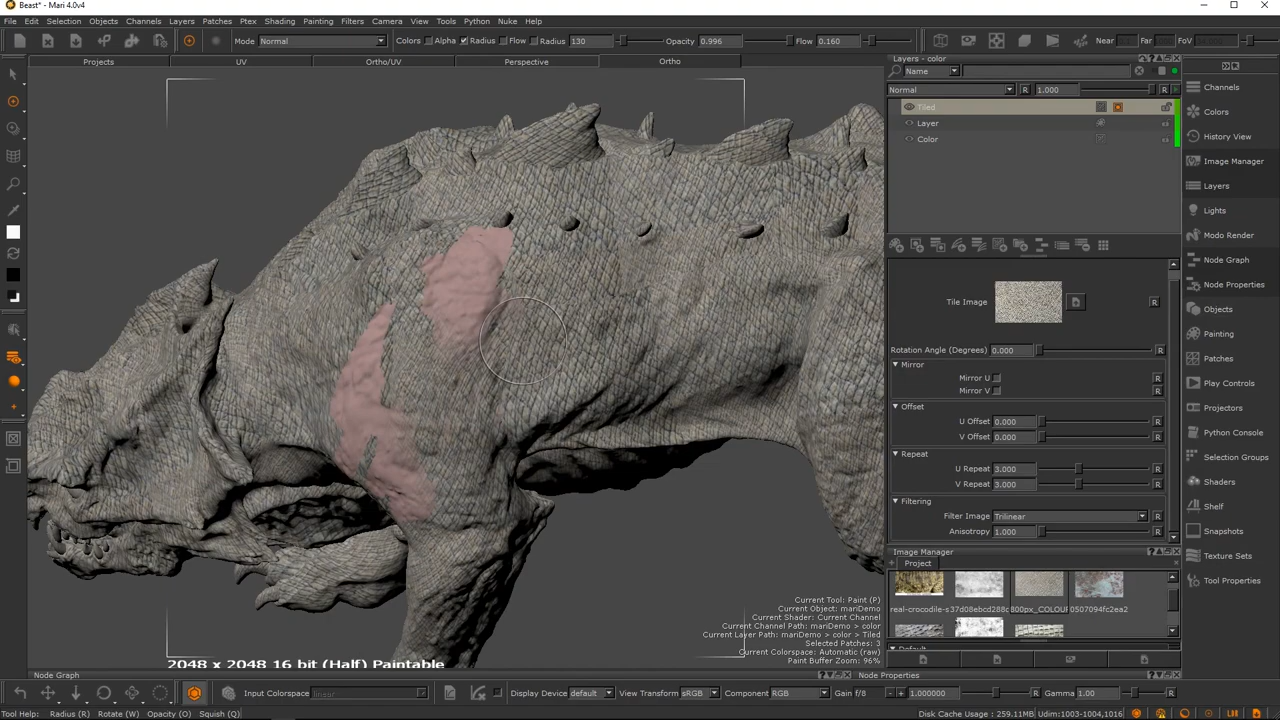 Beast* - Mari 4.0v4
File Edit Selection Objects Channels Layers Patches Ptex Shading Painting Filters Camera View Tools Python Nuke Help
Mode Normal Colors Alpha Radius Flow Radius 130 Opacity 0.996 Flow 0.160 Near Far FoV
Projects UV Ortho/UV Perspective Ortho
Layers - color
Name
Normal R 1.000 R
Tiled
Layer
Color
Tile Image R
Rotation Angle (Degrees) 0.000 R
Mirror
Mirror U R
Mirror V R
Offset
U Offset 0.000 R
V Offset 0.000 R
Repeat
U Repeat 3.000 R
V Repeat 3.000 R
Filtering
Filter Image Trilinear
Anisotropy 1.000 R
Image Manager
Project
real-crocodile-s 37d08ebcd288c 800px_COLOUR 0507094fc2ea2
Default
Channels
Colors
History View
Image Manager
Layers
Lights
Modo Render
Node Graph
Node Properties
Objects
Painting
Patches
Play Controls
Projectors
Python Console
Selection Groups
Shaders
Shelf
Snapshots
Texture Sets
Tool Properties
Current Tool: Paint (P)
Current Object: mariDemo
Current Shader: Current Channel
Current Channel Path: mariDemo > color
Current Layer Path: mariDemo > color > Tiled
Selected Patches: 3
Current Colorspace: Automatic (raw)
Paint Buffer Zoom: 96%
2048 x 2048 16 bit (Half) Paintable
Node Graph
Node Properties
Input Colorspace linear Display Device default View Transform sRGB Component RGB Gain f/8 1.000000 R Gamma 1.00 R
Tool Help: Radius (R) Rotate (W) Opacity (O) Squish (Q)
Disk Cache Usage : 259.11MB Udim:1003-1004,1016